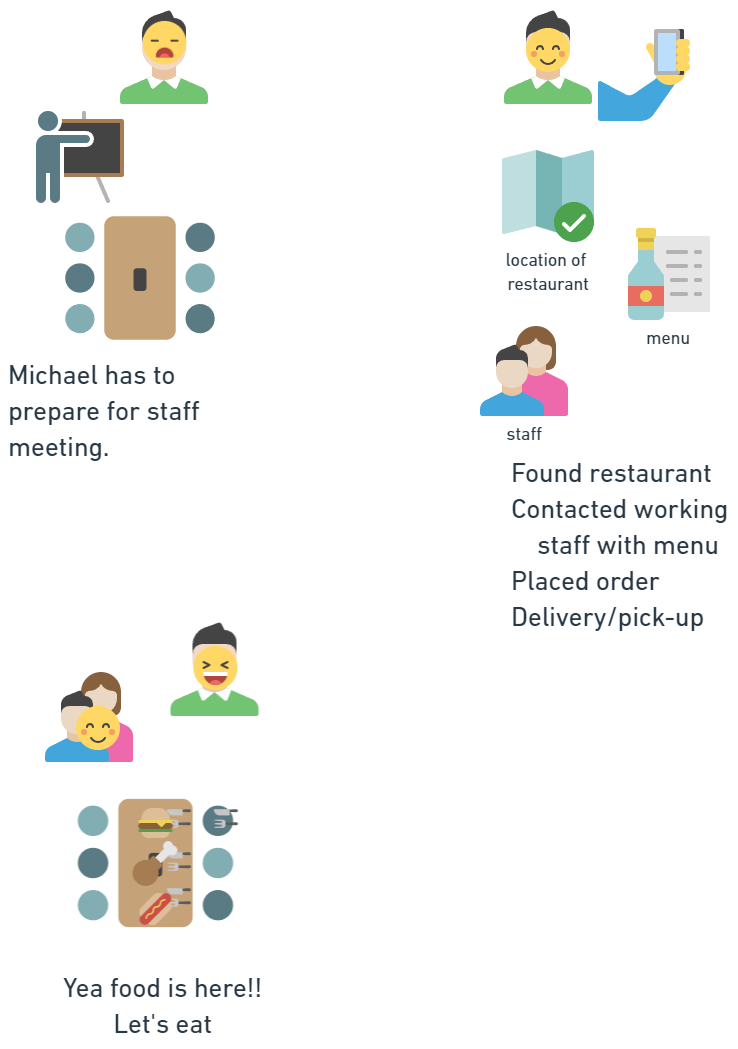 Michael has to
prepare for staff
meeting.
location of
restaurant
menu
staff
Found restaurant
Contacted working
staff with menu
Placed order
Delivery/pick-up
Yea food is here!!
Let's eat